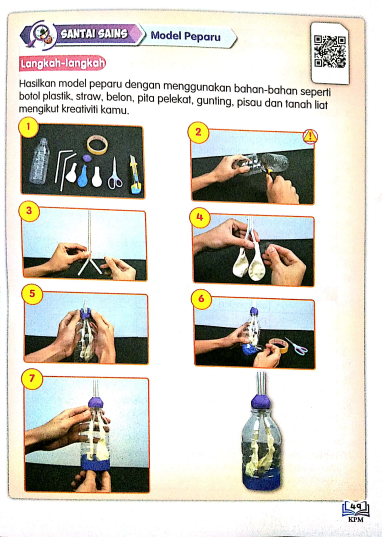 SANTAI SAINS
Model Peparu
Langkah-langkah
Hasilkan model peparu dengan menggunakan bahan-bahan seperti
botol plastik, straw, belon, pita pelekat, gunting, pisau dan tanah liat
mengikut kreativiti kamu.
1
2
3
4
5
6
7
49
KPM